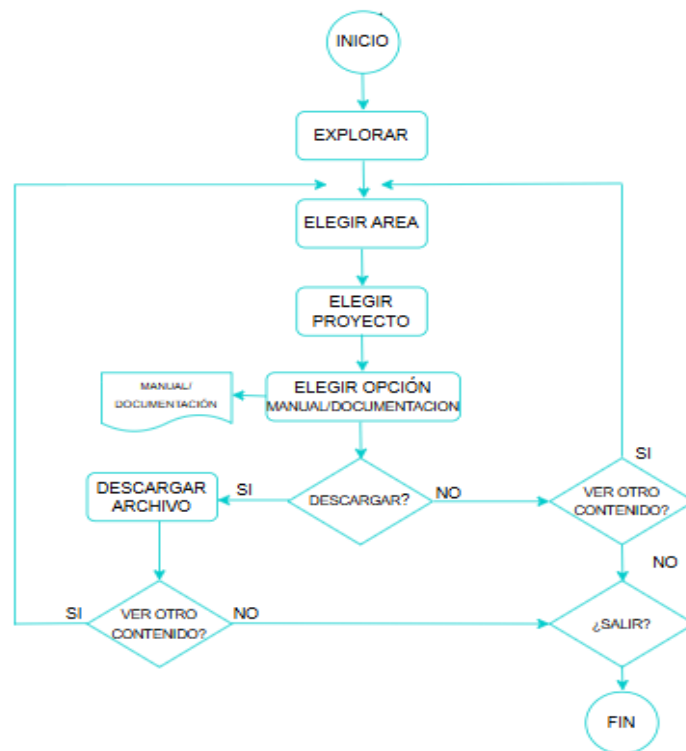 INICIO
EXPLORAR
ELEGIR AREA
ELEGIR
PROYECTO
ELEGIR OPCIÓN
MANUAL/DOCUMENTACION
MANUAL/
DOCUMENTACIÓN
DESCARGAR?
SI
NO
DESCARGAR
ARCHIVO
SI
VER OTRO
CONTENIDO?
NO
VER OTRO
CONTENIDO?
SI
NO
¿SALIR?
FIN